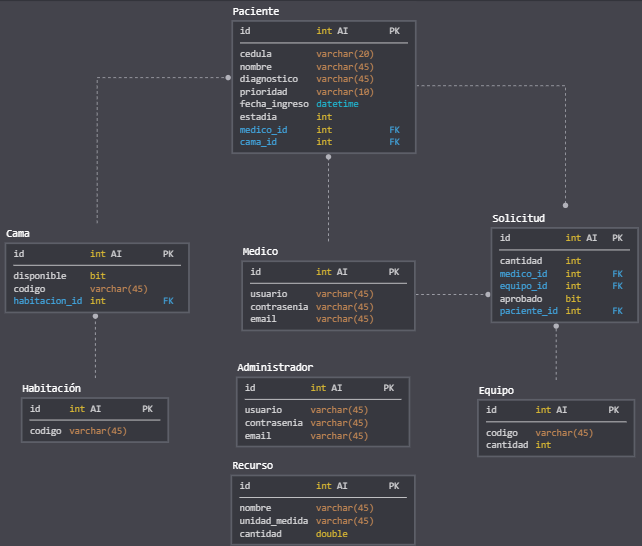 Paciente
id int AI PK
cedula varchar(20)
nombre varchar(45)
diagnostico varchar(45)
prioridad varchar(10)
fecha_ingreso datetime
estadia int
medico_id int FK
cama_id int FK
Cama
id int AI PK
disponible bit
codigo varchar(45)
habitacion_id int FK
Medico
id int AI PK
usuario varchar(45)
contrasenia varchar(45)
email varchar(45)
Solicitud
id int AI PK
cantidad int
medico_id int FK
equipo_id int FK
aprobado bit
paciente_id int FK
Habitación
id int AI PK
codigo varchar(45)
Administrador
id int AI PK
usuario varchar(45)
contrasenia varchar(45)
email varchar(45)
Equipo
id int AI PK
codigo varchar(45)
cantidad int
Recurso
id int AI PK
nombre varchar(45)
unidad_medida varchar(45)
cantidad double